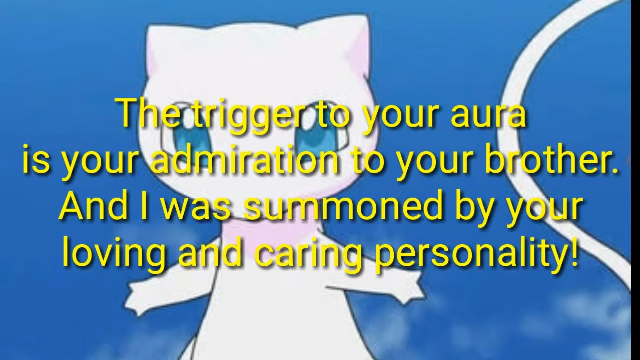 The trigger to your aura
is your admiration to your brother.
And I was summoned by your
loving and caring personality!